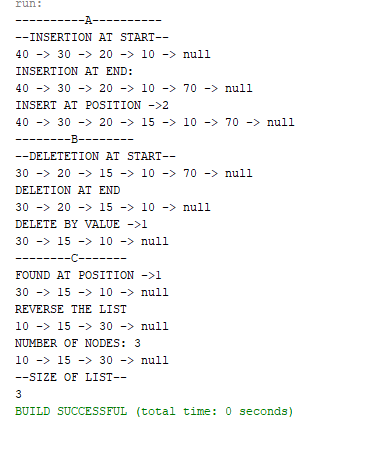 run:
----------A----------
--INSERTION AT START--
40 -> 30 -> 20 -> 10 -> null
INSERTION AT END:
40 -> 30 -> 20 -> 10 -> 70 -> null
INSERT AT POSITION ->2
40 -> 30 -> 20 -> 15 -> 10 -> 70 -> null
--------B--------
--DELETETION AT START--
30 -> 20 -> 15 -> 10 -> 70 -> null
DELETION AT END
30 -> 20 -> 15 -> 10 -> null
DELETE BY VALUE ->1
30 -> 15 -> 10 -> null
--------C-------
FOUND AT POSITION ->1
30 -> 15 -> 10 -> null
REVERSE THE LIST
10 -> 15 -> 30 -> null
NUMBER OF NODES: 3
10 -> 15 -> 30 -> null
--SIZE OF LIST--
3
BUILD SUCCESSFUL (total time: 0 seconds)